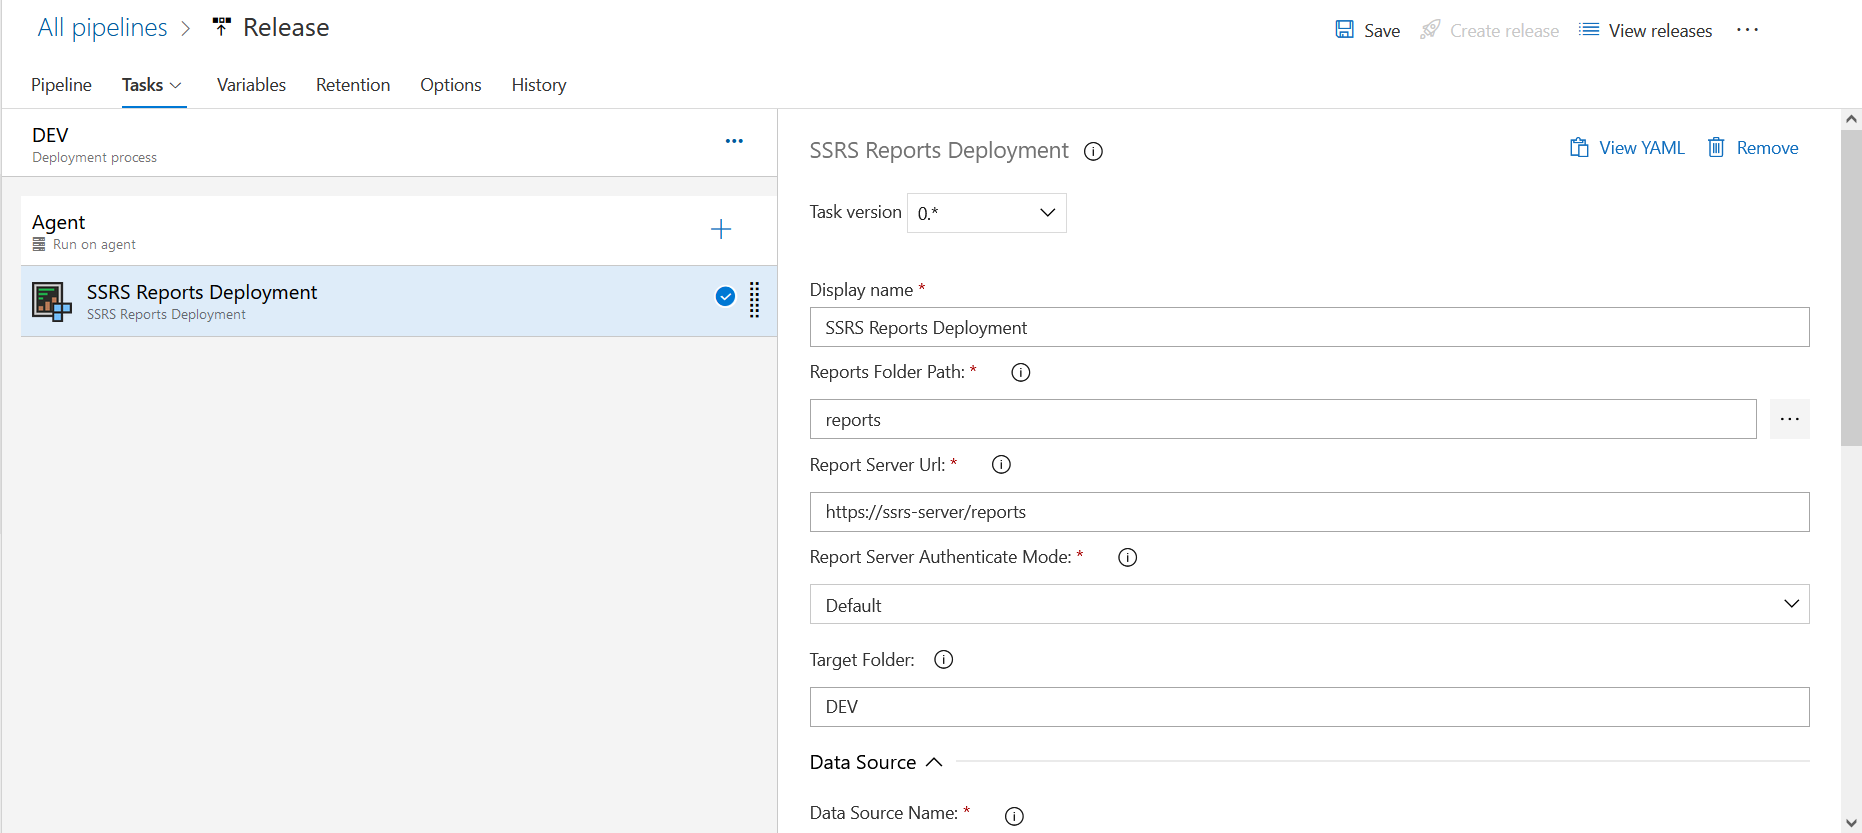 All pipelines > Release
Save Create release View releases ...
Pipeline Tasks Variables Retention Options History
DEV
Deployment process
Agent
Run on agent
SSRS Reports Deployment
SSRS Reports Deployment
SSRS Reports Deployment
View YAML Remove
Task version 0.*
Display name *
SSRS Reports Deployment
Reports Folder Path: *
reports
Report Server Url: *
https://ssrs-server/reports
Report Server Authenticate Mode: *
Default
Target Folder:
DEV
Data Source
Data Source Name: *